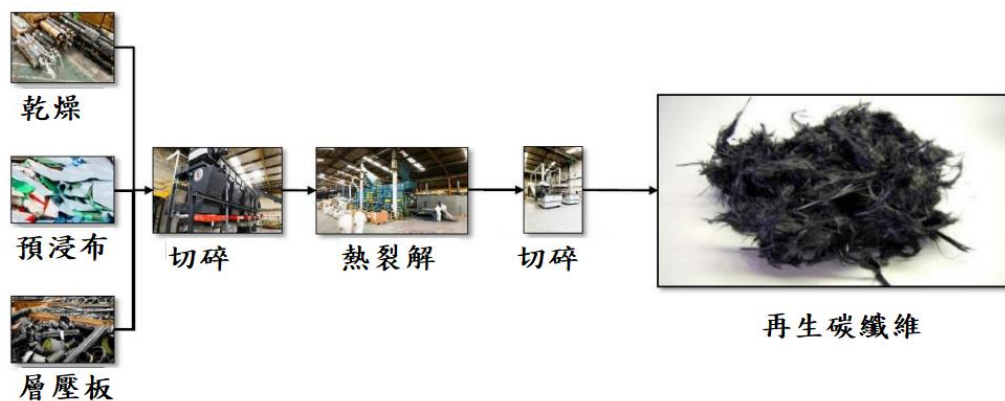 乾燥
預浸布
層壓板
切碎
熱裂解
切碎
再生碳纖維